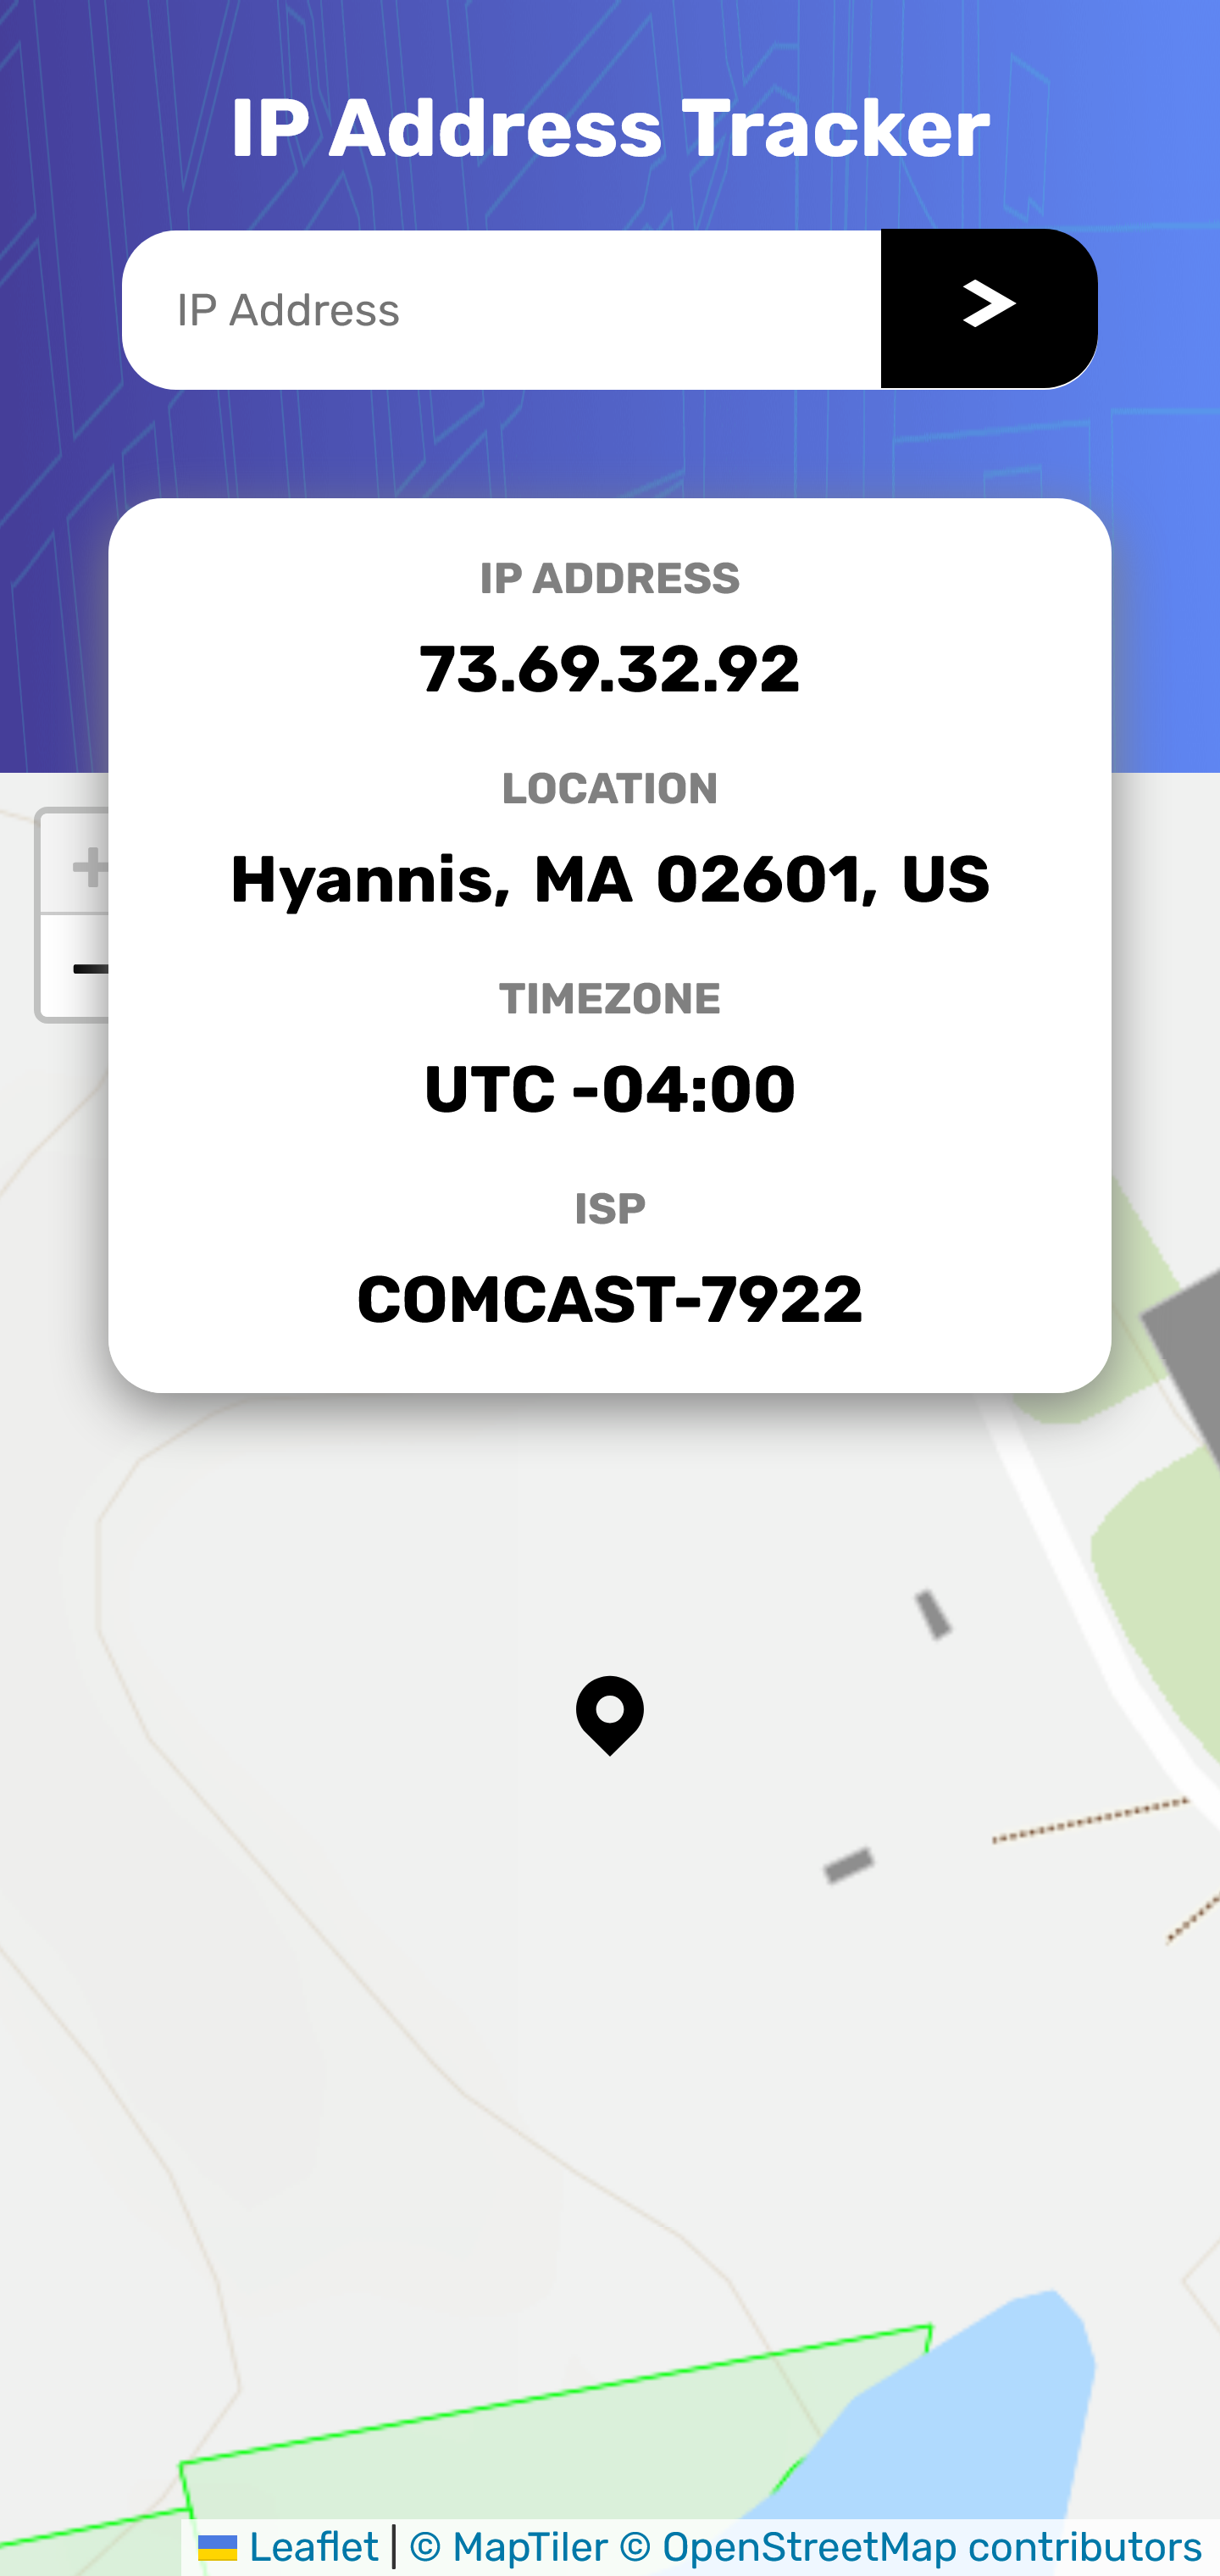 IP Address Tracker
IP Address
>
IP ADDRESS
73.69.32.92
LOCATION
Hyannis, MA 02601, US
TIMEZONE
UTC -04:00
ISP
COMCAST-7922
+
−
Leaflet | © MapTiler © OpenStreetMap contributors